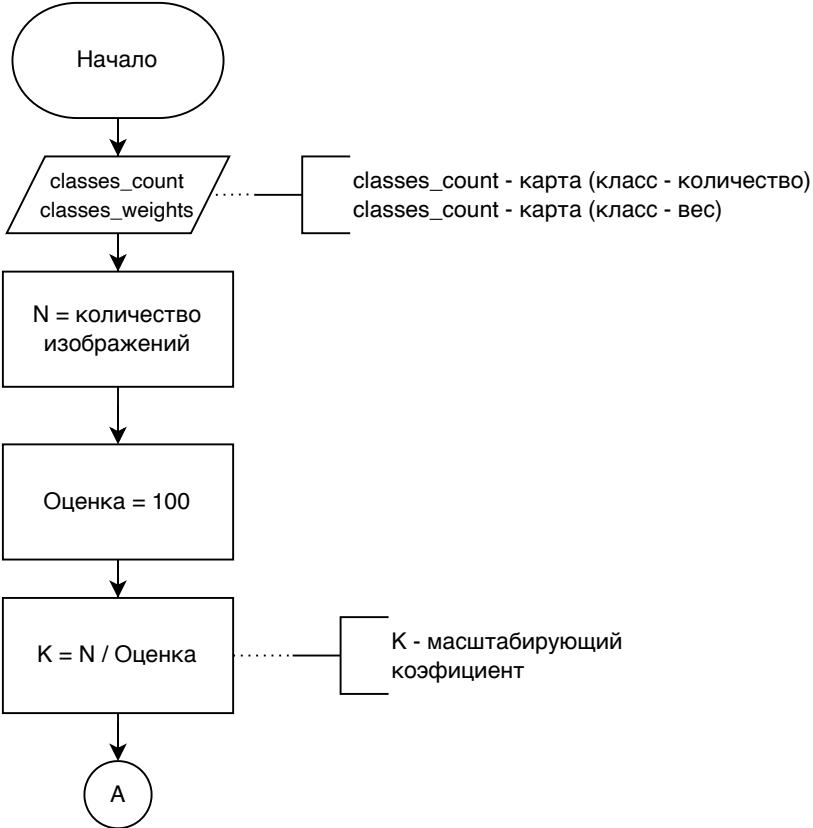 Начало
classes_count
classes_weights
classes_count - карта (класс - количество)
classes_count - карта (класс - вес)
N = количество
изображений
Оценка = 100
K = N / Оценка
K - масштабирующий
коэфициент
A